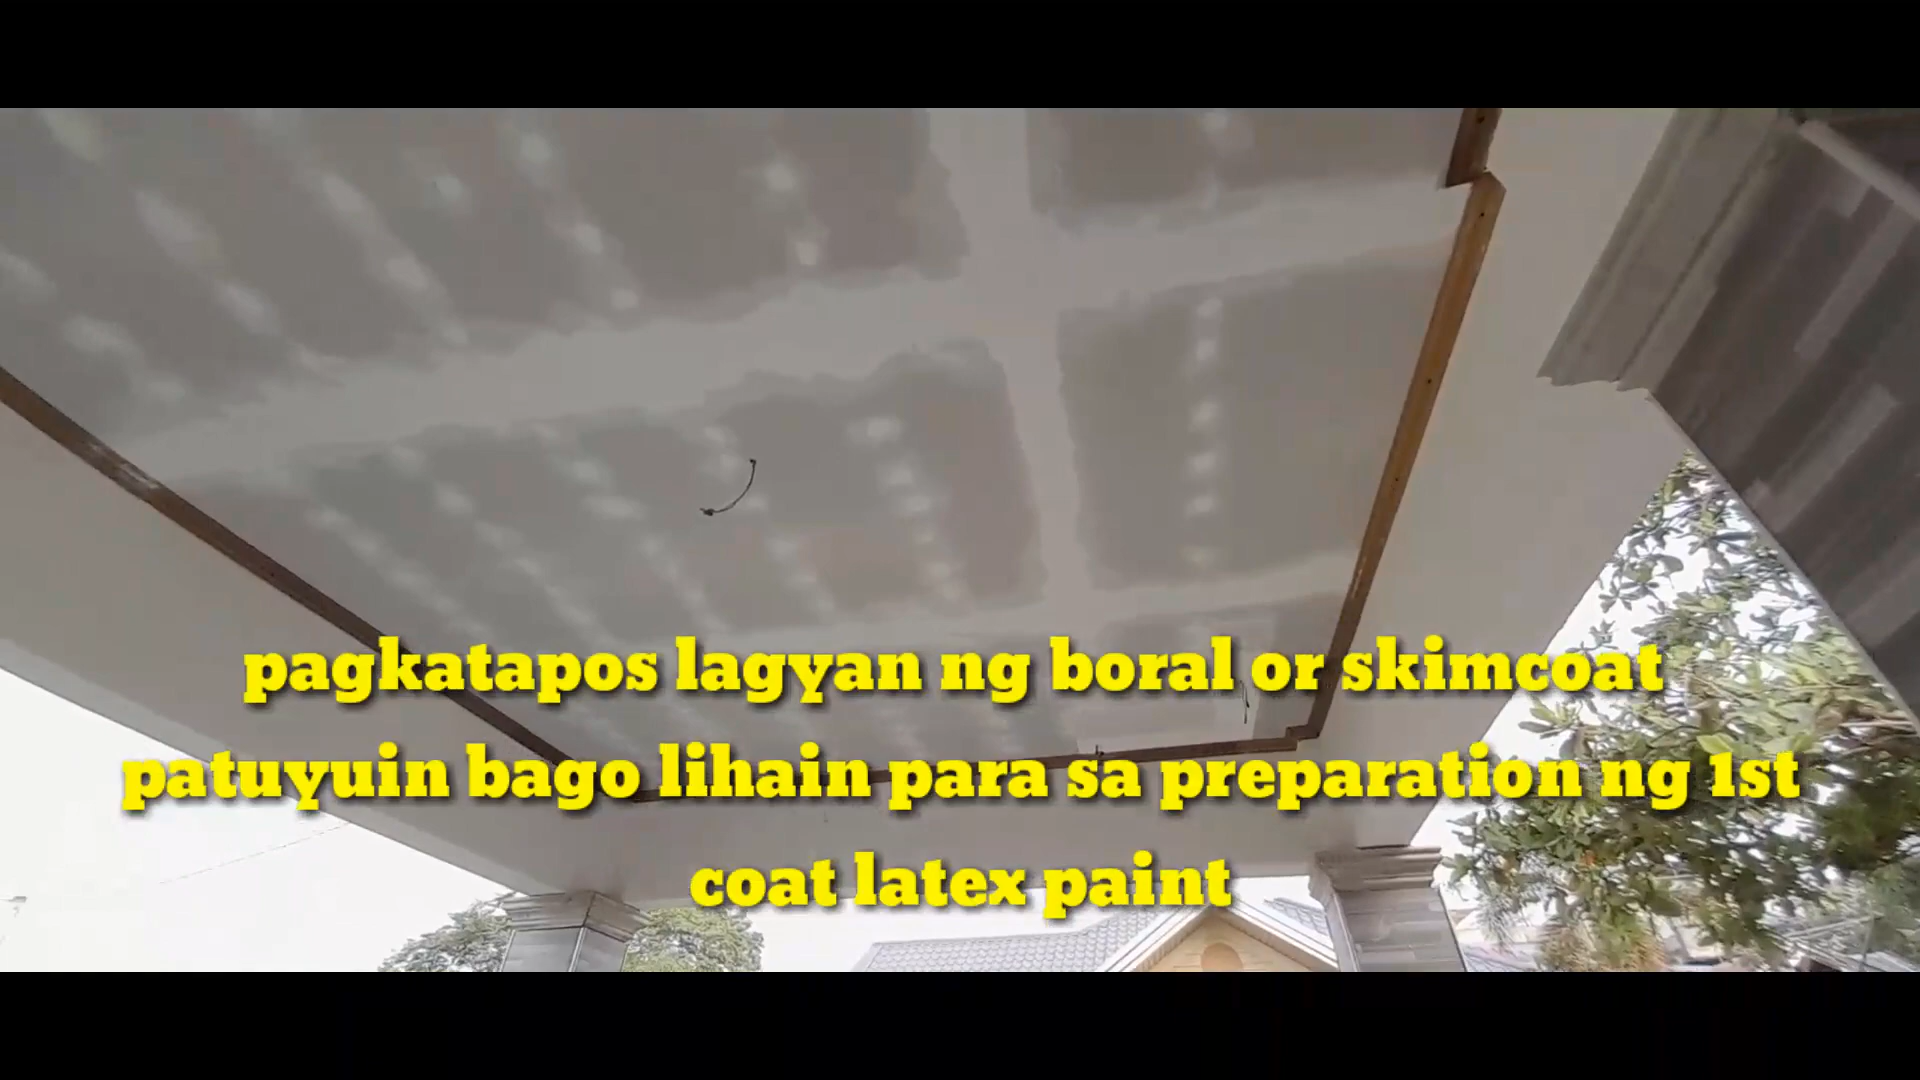 pagkatapos lagyan ng boral or skimcoat
patuyuin bago lihain para sa preparation ng 1st
coat latex paint